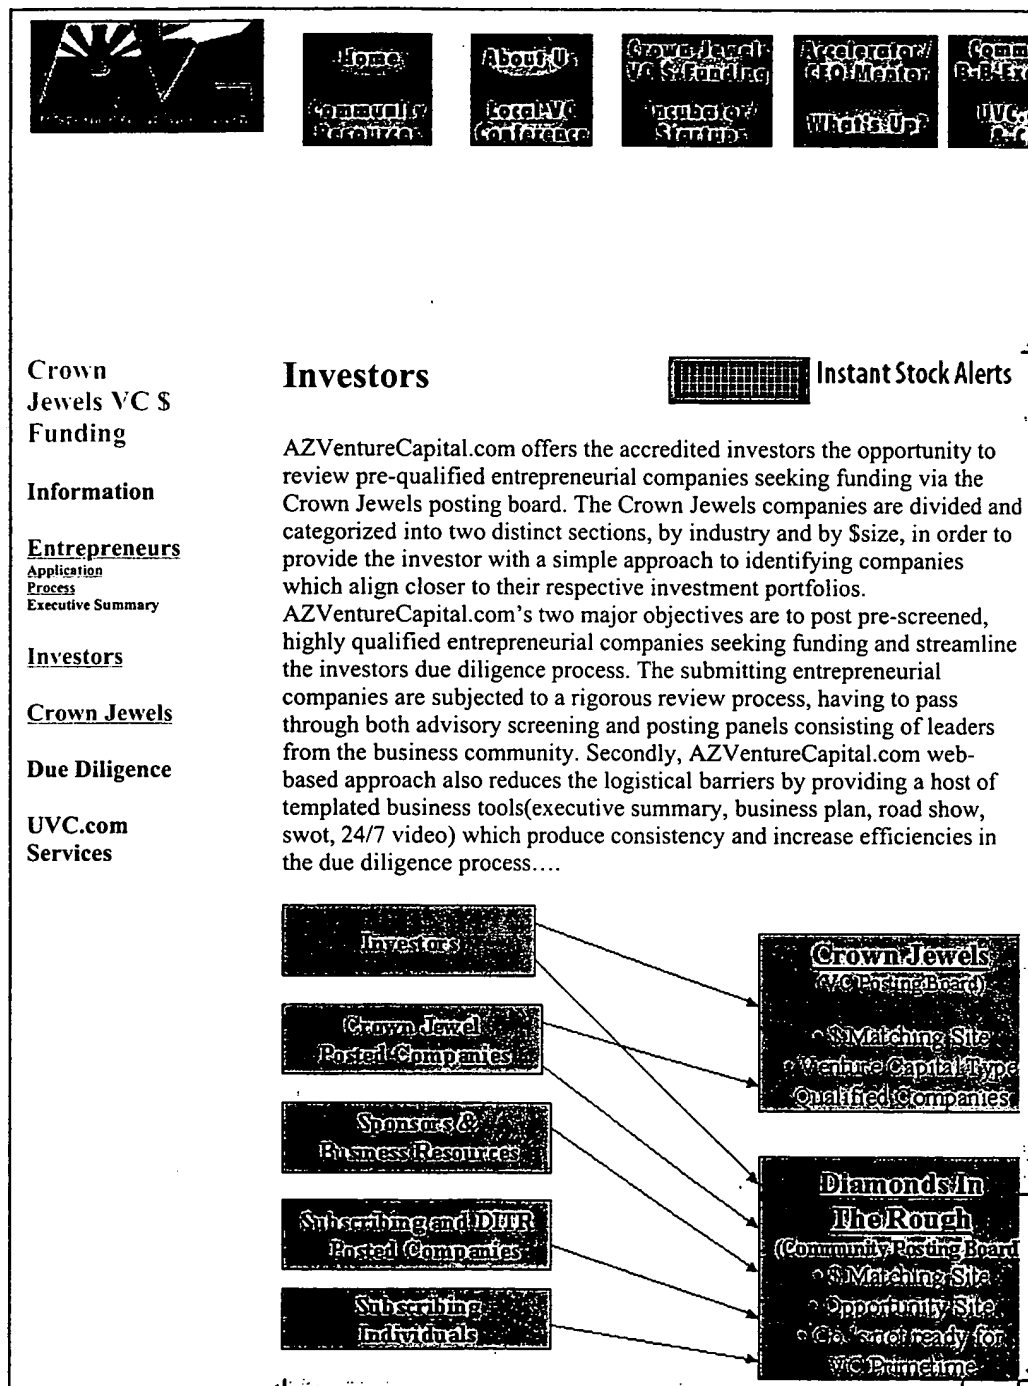 Home
Community
Resources
About U
Local VC
Conference
Crown Jewel
VC $ Funding
Incubator/
Startups
Accelerator/
CEO Mentor
What's Up?
Comm
B-B Ex
UVC.
Crown
Jewels VC $
Funding
Information
Entrepreneurs
Application
Process
Executive Summary
Investors
Crown Jewels
Due Diligence
UVC.com
Services
Investors
Instant Stock Alerts
AZVentureCapital.com offers the accredited investors the opportunity to
review pre-qualified entrepreneurial companies seeking funding via the
Crown Jewels posting board. The Crown Jewels companies are divided and
categorized into two distinct sections, by industry and by $size, in order to
provide the investor with a simple approach to identifying companies
which align closer to their respective investment portfolios.
AZVentureCapital.com's two major objectives are to post pre-screened,
highly qualified entrepreneurial companies seeking funding and streamline
the investors due diligence process. The submitting entrepreneurial
companies are subjected to a rigorous review process, having to pass
through both advisory screening and posting panels consisting of leaders
from the business community. Secondly, AZVentureCapital.com web-
based approach also reduces the logistical barriers by providing a host of
templated business tools(executive summary, business plan, road show,
swot, 24/7 video) which produce consistency and increase efficiencies in
the due diligence process....
Investors
Crown Jewel
Posted Companies
Sponsors &
Business Resources
Subscribing and DITR
Posted Companies
Subscribing
Individuals
Crown Jewels
(VC Posting Board)
• $ Matching Site
• Venture Capital Type
Qualified Companies
Diamonds In
The Rough
(Community Posting Board
• $ Matching Site
• Opportunity Site
• Co.'s not ready for
VC Primetime